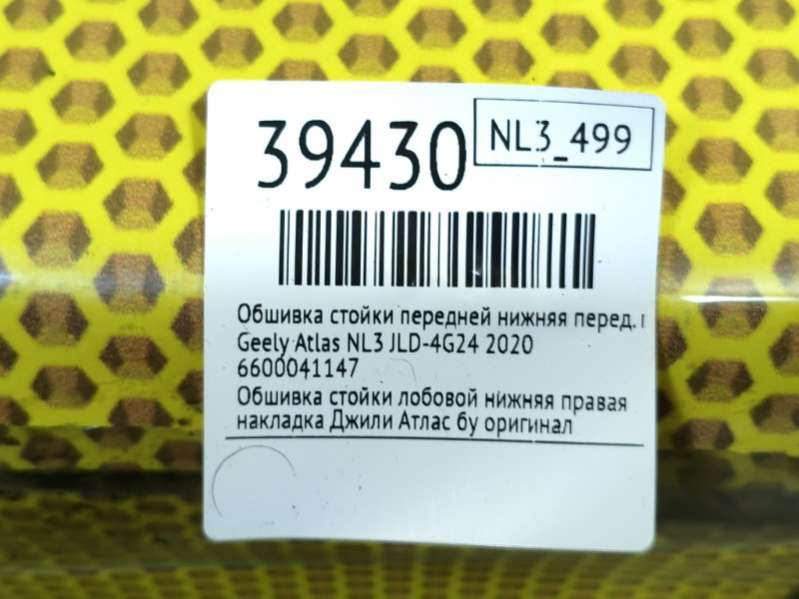 39430
NL3_499
Обшивка стойки передней нижняя перед.
Geely Atlas NL3 JLD-4G24 2020
6600041147
Обшивка стойки лобовой нижняя правая
накладка Джили Атлас бу оригинал